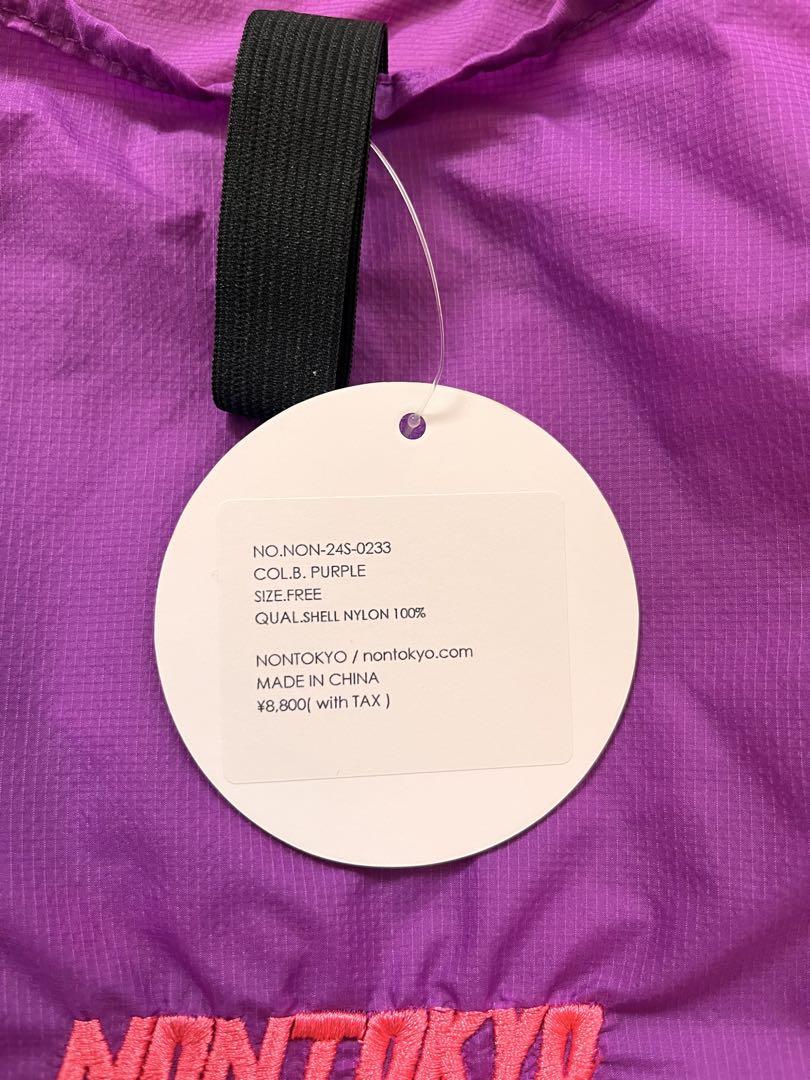 NO.NON-24S-0233
COL.B. PURPLE
SIZE.FREE
QUAL.SHELL NYLON 100%
NONTOKYO / nontokyo.com
MADE IN CHINA
¥8,800( with TAX )
NONTOKYO